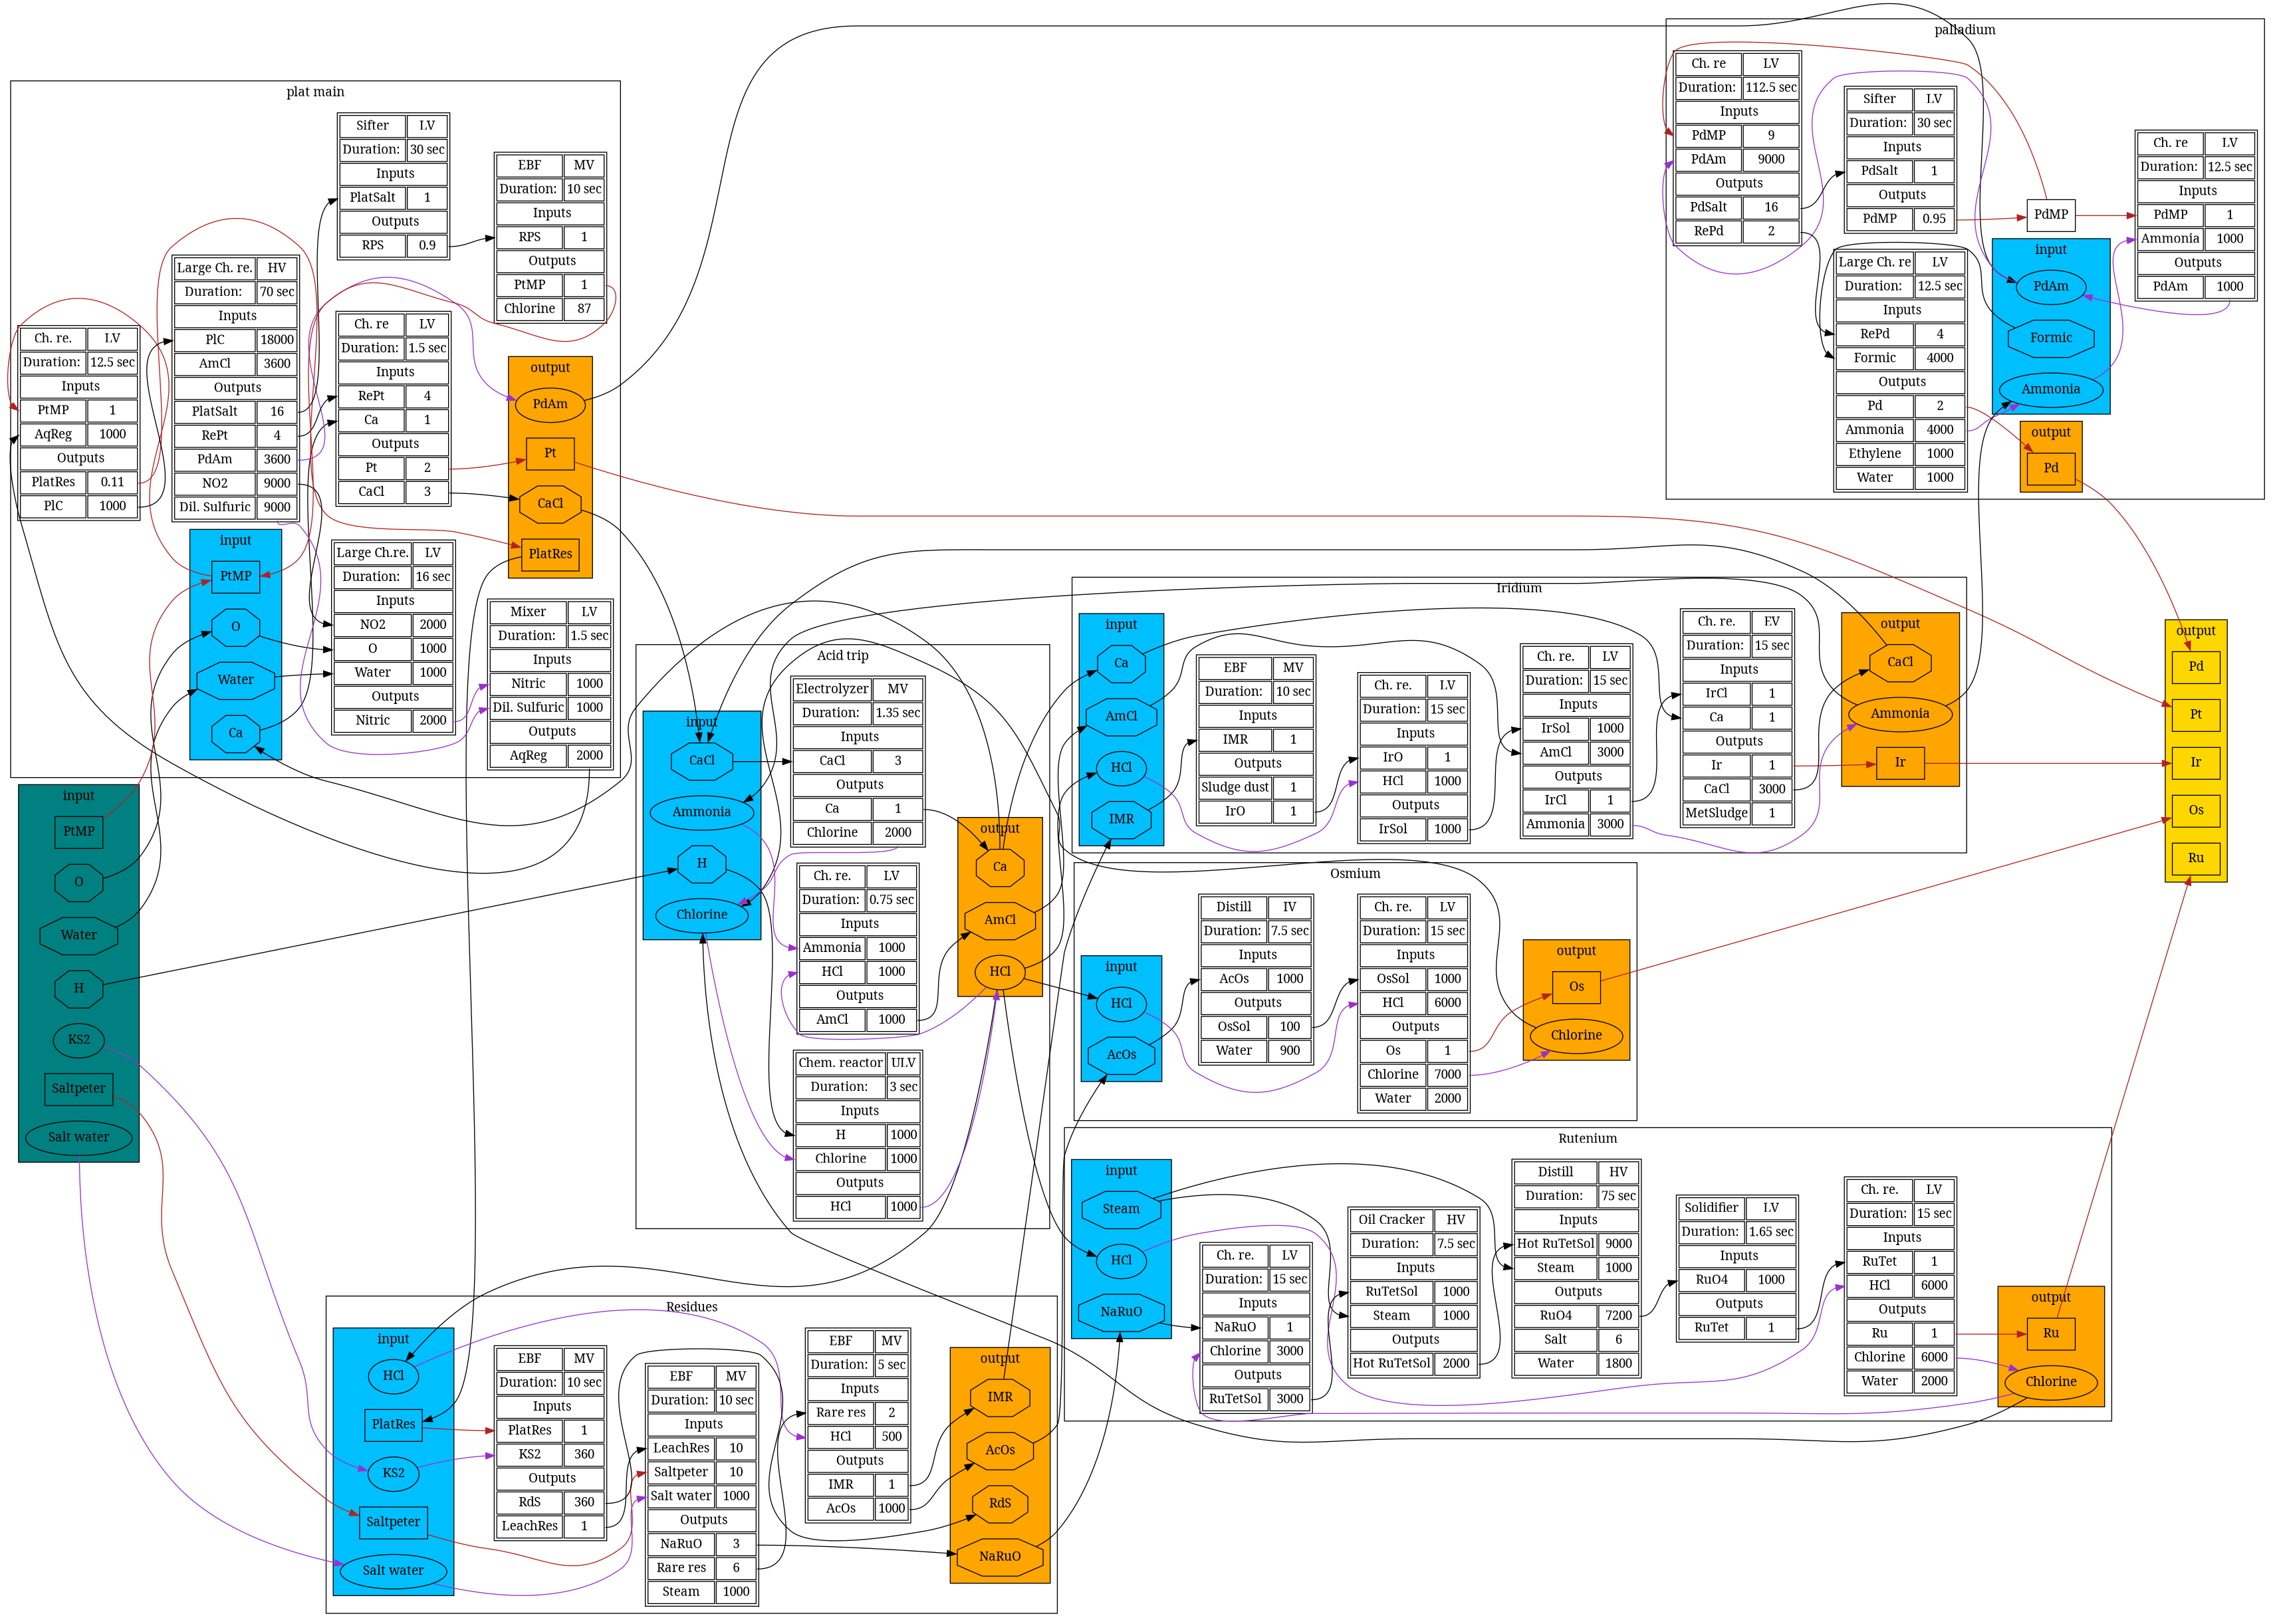 plat main
Sifter LV
Duration: 30 sec
Inputs
PlatSalt 1
Outputs
RPS 0.9
EBF MV
Duration: 10 sec
Inputs
RPS 1
Outputs
PtMP 1
Chlorine 87
Large Ch. re. HV
Duration: 70 sec
Inputs
PlC 18000
AmCl 3600
Outputs
PlatSalt 16
RePt 4
PdAm 3600
NO2 9000
Dil. Sulfuric 9000
Ch. re. LV
Duration: 12.5 sec
Inputs
PtMP 1
AqReg 1000
Outputs
PlatRes 0.11
PlC 1000
Ch. re LV
Duration: 1.5 sec
Inputs
RePt 4
Ca 1
Outputs
Pt 2
CaCl 3
output
PdAm
Pt
CaCl
PlatRes
input
PtMP
O
Water
Ca
Large Ch.re. LV
Duration: 16 sec
Inputs
NO2 2000
O 1000
Water 1000
Outputs
Nitric 2000
Mixer LV
Duration: 1.5 sec
Inputs
Nitric 1000
Dil. Sulfuric 1000
Outputs
AqReg 2000
palladium
Ch. re LV
Duration: 112.5 sec
Inputs
PdMP 9
PdAm 9000
Outputs
PdSalt 16
RePd 2
Sifter LV
Duration: 30 sec
Inputs
PdSalt 1
Outputs
PdMP 0.95
PdMP
Ch. re LV
Duration: 12.5 sec
Inputs
PdMP 1
Ammonia 1000
Outputs
PdAm 1000
Large Ch. re LV
Duration: 12.5 sec
Inputs
RePd 4
Formic 4000
Outputs
Pd 2
Ammonia 4000
Ethylene 1000
Water 1000
input
PdAm
Formic
Ammonia
output
Pd
input
PtMP
O
Water
H
KS2
Saltpeter
Salt water
Acid trip
input
CaCl
Ammonia
H
Chlorine
Electrolyzer MV
Duration: 1.35 sec
Inputs
CaCl 3
Outputs
Ca 1
Chlorine 2000
Ch. re. LV
Duration: 0.75 sec
Inputs
Ammonia 1000
HCl 1000
Outputs
AmCl 1000
Chem. reactor ULV
Duration: 3 sec
Inputs
H 1000
Chlorine 1000
Outputs
HCl 1000
output
Ca
AmCl
HCl
Iridium
input
Ca
AmCl
HCl
IMR
EBF MV
Duration: 10 sec
Inputs
IMR 1
Outputs
Sludge dust 1
IrO 1
Ch. re. LV
Duration: 15 sec
Inputs
IrO 1
HCl 1000
Outputs
IrSol 1000
Ch. re. LV
Duration: 15 sec
Inputs
IrSol 1000
AmCl 3000
Outputs
IrCl 1
Ammonia 3000
Ch. re. EV
Duration: 15 sec
Inputs
IrCl 1
Ca 1
Outputs
Ir 1
CaCl 3000
MetSludge 1
output
CaCl
Ammonia
Ir
output
Pd
Pt
Ir
Os
Ru
Osmium
input
HCl
AcOs
Distill IV
Duration: 7.5 sec
Inputs
AcOs 1000
Outputs
OsSol 100
Water 900
Ch. re. LV
Duration: 15 sec
Inputs
OsSol 1000
HCl 6000
Outputs
Os 1
Chlorine 7000
Water 2000
output
Os
Chlorine
Rutenium
input
Steam
HCl
NaRuO
Ch. re. LV
Duration: 15 sec
Inputs
NaRuO 1
Chlorine 3000
Outputs
RuTetSol 3000
Oil Cracker HV
Duration: 7.5 sec
Inputs
RuTetSol 1000
Steam 1000
Outputs
Hot RuTetSol 2000
Distill HV
Duration: 75 sec
Inputs
Hot RuTetSol 9000
Steam 1000
Outputs
RuO4 7200
Salt 6
Water 1800
Solidifier LV
Duration: 1.65 sec
Inputs
RuO4 1000
Outputs
RuTet 1
Ch. re. LV
Duration: 15 sec
Inputs
RuTet 1
HCl 6000
Outputs
Ru 1
Chlorine 6000
Water 2000
output
Ru
Chlorine
Residues
input
HCl
PlatRes
KS2
Saltpeter
Salt water
EBF MV
Duration: 10 sec
Inputs
PlatRes 1
KS2 360
Outputs
RdS 360
LeachRes 1
EBF MV
Duration: 10 sec
Inputs
LeachRes 10
Saltpeter 10
Salt water 1000
Outputs
NaRuO 3
Rare res 6
Steam 1000
EBF MV
Duration: 5 sec
Inputs
Rare res 2
HCl 500
Outputs
IMR 1
AcOs 1000
output
IMR
AcOs
RdS
NaRuO